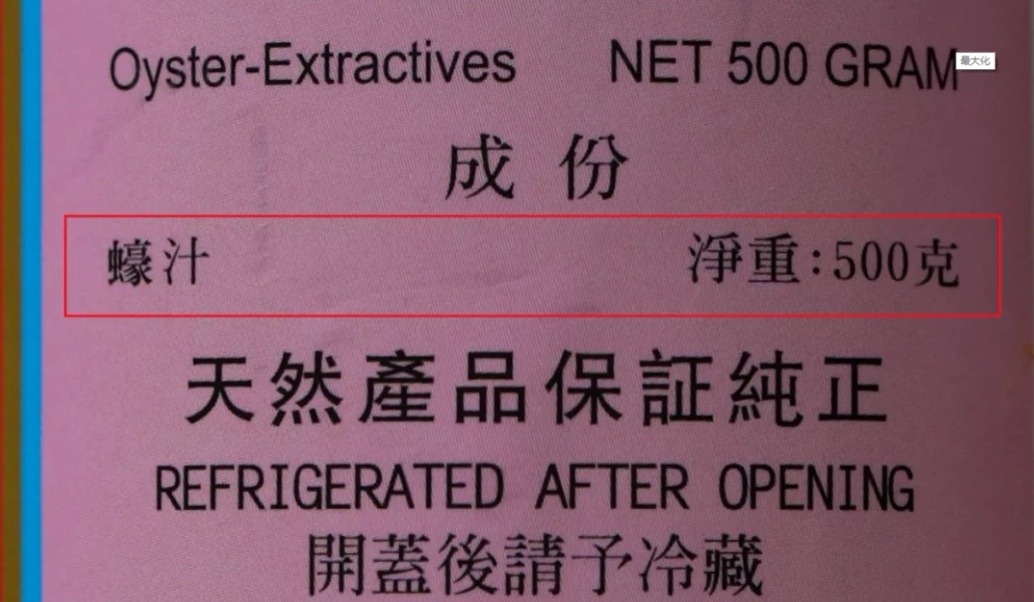 Oyster-Extractives NET 500 GRAM
最大化
成份
蠔汁 淨重:500克
天然產品保証純正
REFRIGERATED AFTER OPENING
開蓋後請予冷藏